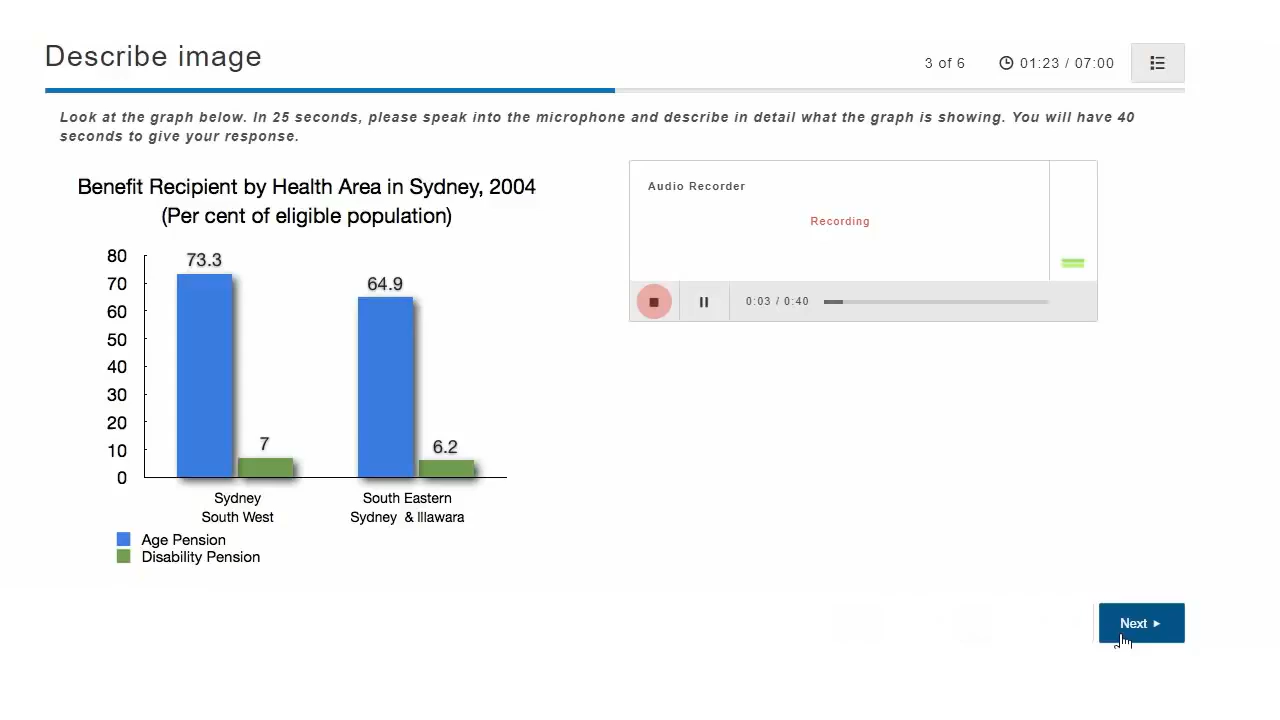 Describe image
3 of 6
01:23 / 07:00
Look at the graph below. In 25 seconds, please speak into the microphone and describe in detail what the graph is showing. You will have 40
seconds to give your response.
Benefit Recipient by Health Area in Sydney, 2004
(Per cent of eligible population)
80
70
60
50
40
30
20
10
0
73.3
7
64.9
6.2
Sydney
South West
South Eastern
Sydney & Illawara
Age Pension
Disability Pension
Audio Recorder
Recording
0:03 / 0:40
Next